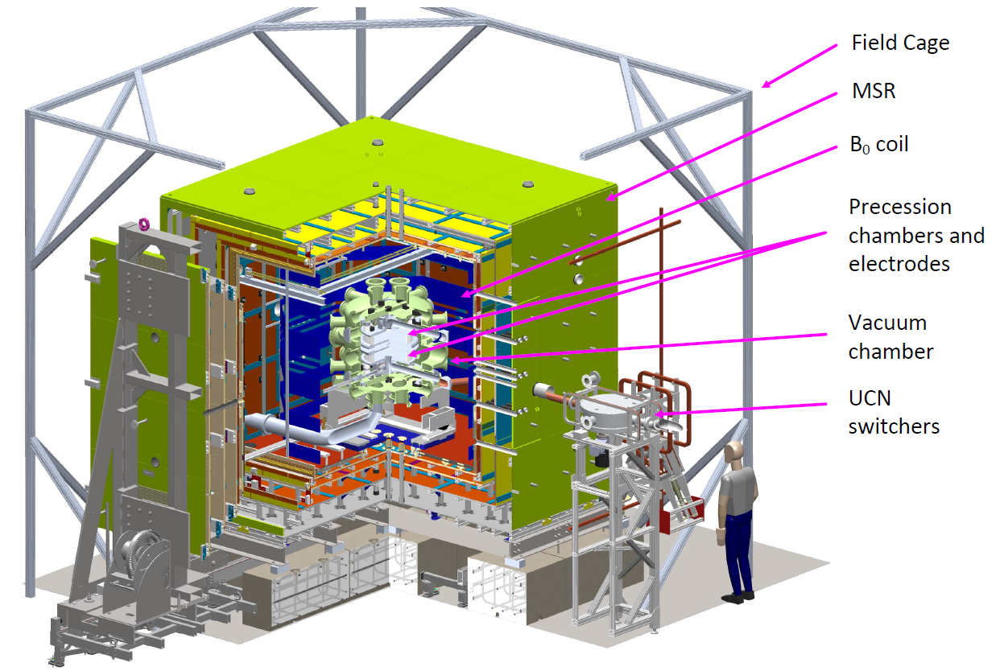 Field Cage
MSR
B₀ coil
Precession
chambers and
electrodes
Vacuum
chamber
UCN
switchers